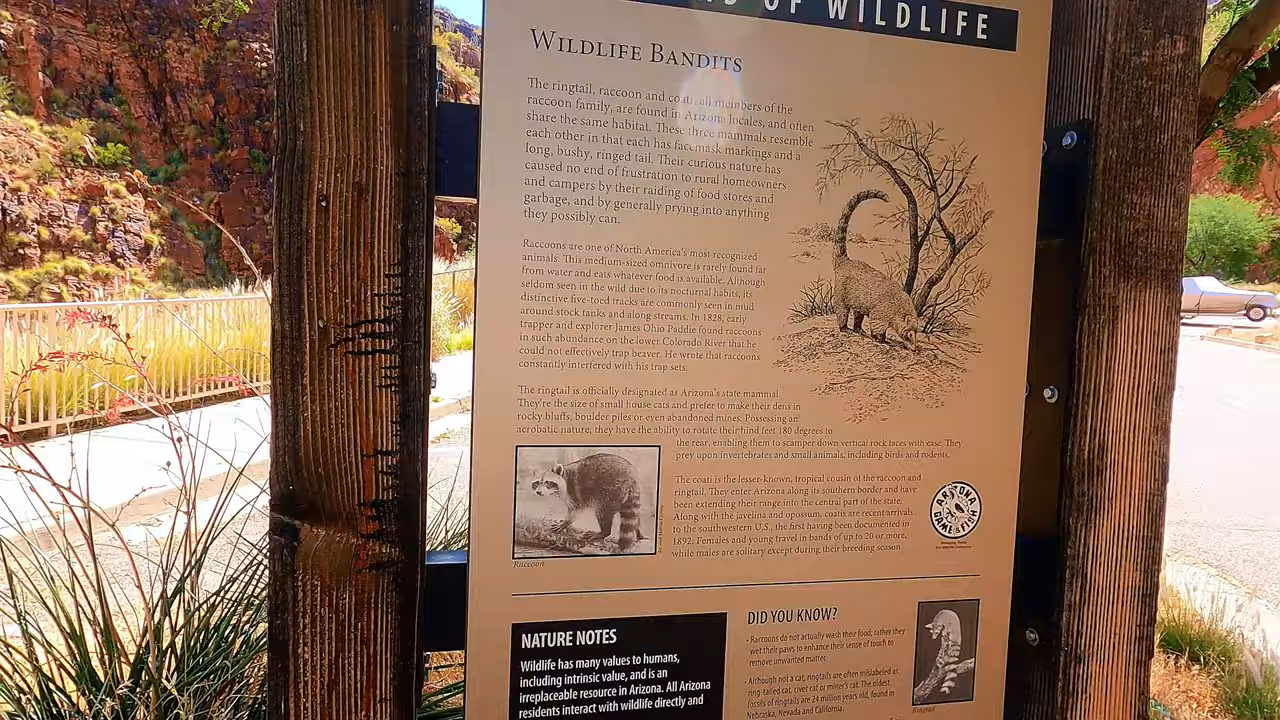 OF WILDLIFE
WILDLIFE BANDITS
The ringtail, raccoon and coati, all members of the
raccoon family, are found in Arizona locales, and often
share the same habitat. These three mammals resemble
each other in that each has facemask markings and a
long, bushy, ringed tail. Their curious nature has
caused no end of frustration to rural homeowners
and campers by their raiding of food stores and
garbage, and by generally prying into anything
they possibly can.
Raccoons are one of North America's most recognized
animals. This medium-sized omnivore is rarely found far
from water and eats whatever food is available. Although
seldom seen in the wild due to its nocturnal habits, its
distinctive five-toed tracks are commonly seen in mud
around stock tanks and along streams. In 1828, early
trapper and explorer James Ohio Paddie found raccoons
in such abundance on the lower Colorado River that he
could not effectively trap beaver. He wrote that raccoons
constantly interfered with his trap sets.
The ringtail is officially designated as Arizona's state mammal.
They're the size of small house cats and prefer to make their dens in
rocky bluffs, boulder piles or even abandoned mines. Possessing an
acrobatic nature, they have the ability to rotate their hind feet 180 degrees to
the rear, enabling them to scamper down vertical rock faces with ease. They
prey upon invertebrates and small animals, including birds and rodents.
The coati is the lesser-known, tropical cousin of the raccoon and
ringtail. They enter Arizona along its southern border and have
been extending their range into the central part of the state.
Along with the javelina and opossum, coatis are recent arrivals
to the southwestern U.S., the first having been documented in
1892. Females and young travel in bands of up to 20 or more,
while males are solitary except during their breeding season.
ARIZONA
GAME & FISH
Raccoon
NATURE NOTES
Wildlife has many values to humans,
including intrinsic value, and is an
irreplaceable resource in Arizona. All Arizona
residents interact with wildlife directly and
DID YOU KNOW?
• Raccoons do not actually wash their food; rather they
wet their paws to enhance their sense of touch to
remove unwanted matter.
• Although not a cat, ringtails are often mislabeled as
ring-tailed cat, civet cat or miner's cat. The oldest
fossils of ringtails are 24 million years old, found in
Nebraska, Nevada and California.
Ringtail